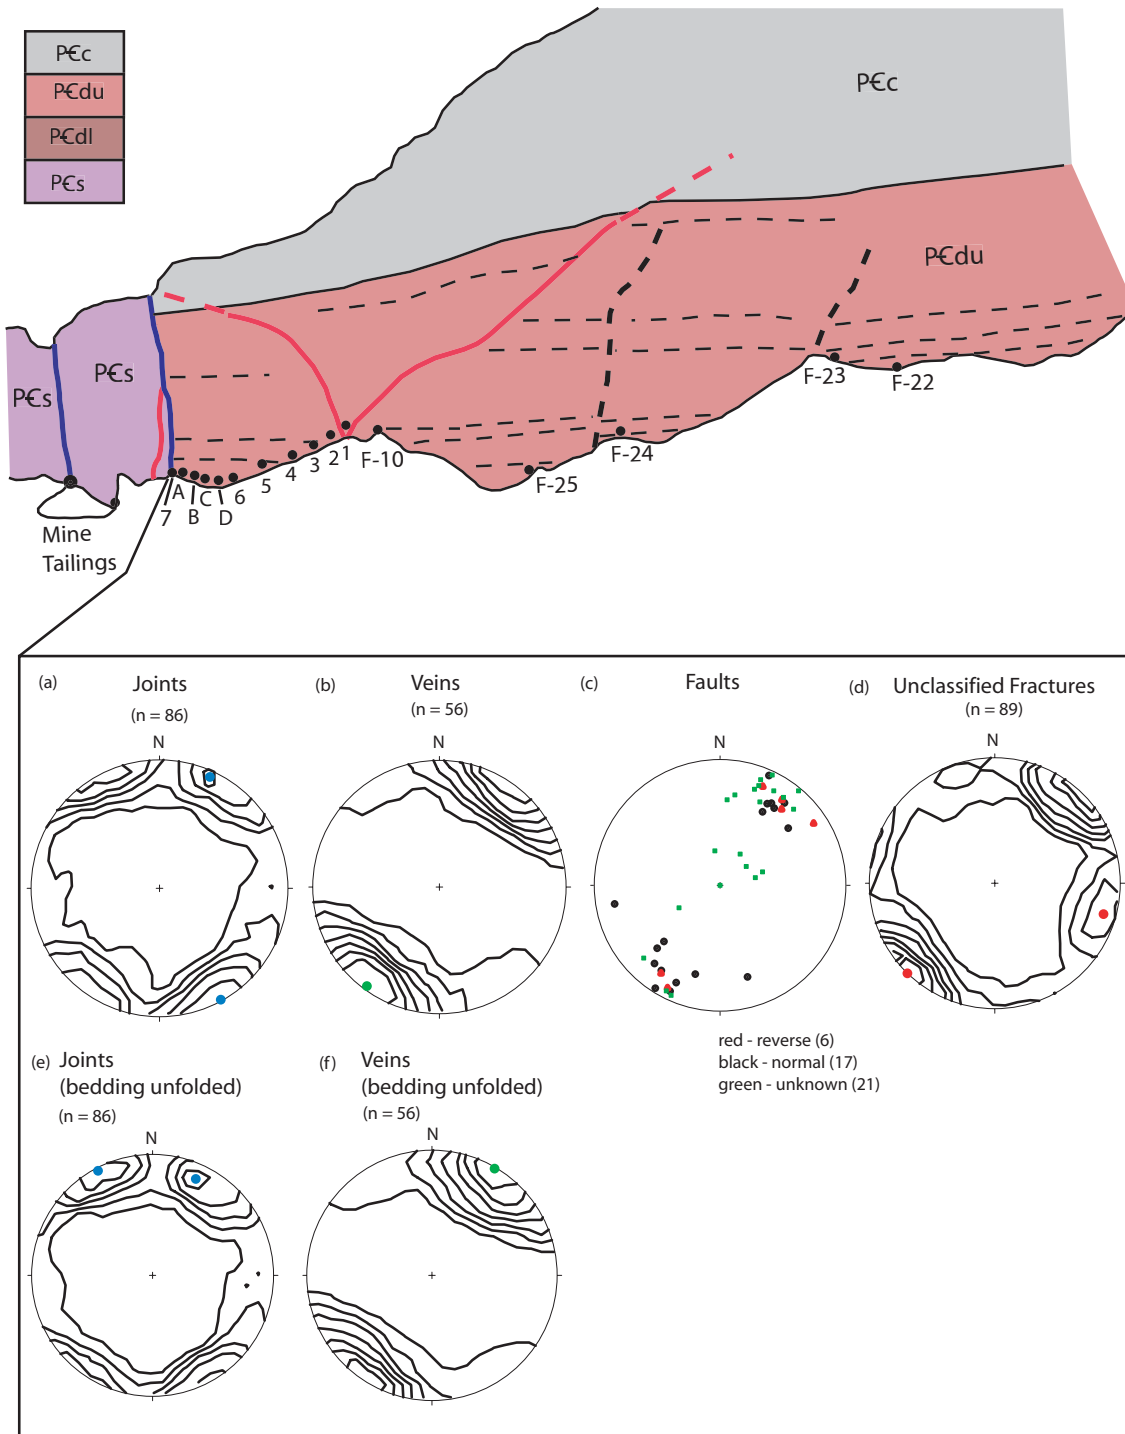 P€c
P€du
P€dl
P€s
P€c
P€du
P€s
P€s
F-23
F-22
F-24
F-25
F-10
1
2
3
4
5
6
A
C
7
B
D
Mine
Tailings
(a) Joints
(n = 86)
N
(b) Veins
(n = 56)
N
(c) Faults
N
red - reverse (6)
black - normal (17)
green - unknown (21)
(d) Unclassified Fractures
(n = 89)
N
(e) Joints
(bedding unfolded)
(n = 86)
N
(f) Veins
(bedding unfolded)
(n = 56)
N